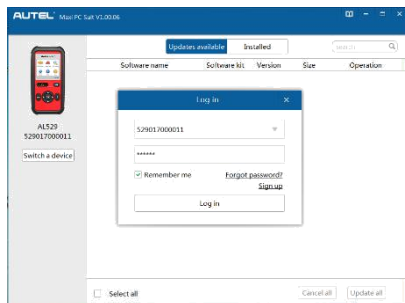 AUTEL Maxi PC Suit V1.00.06
Updates available Installed
Search
Software name Software kit Version Size Operation
Log in
529017000011
******
Remember me Forgot password?
Sign up
Log in
AL529
529017000011
Switch a device
Select all Cancel all Update all